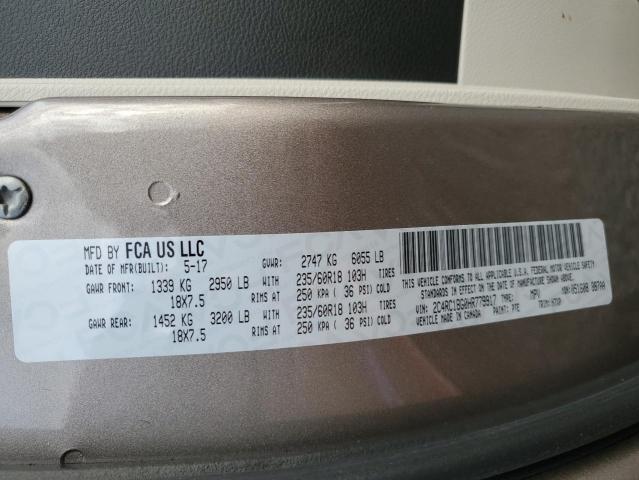 MFD BY FCA US LLC
DATE OF MFR(BUILT): 5-17 GVWR: 2747 KG 6055 LB
GAWR FRONT: 1339 KG 2950 LB WITH 235/60R18 103H TIRES
18X7.5 RIMS AT 250 KPA ( 36 PSI) COLD
GAWR REAR: 1452 KG 3200 LB WITH 235/60R18 103H TIRES
18X7.5 RIMS AT 250 KPA ( 36 PSI) COLD
THIS VEHICLE CONFORMS TO ALL APPLICABLE U.S.A. FEDERAL MOTOR VEHICLE SAFETY
STANDARDS IN EFFECT ON THE DATE OF MANUFACTURE SHOWN ABOVE.
VIN: 2C4RC1BG0HR779917 TYPE: MPV
VEHICLE MADE IN CANADA PAINT: TRIM: